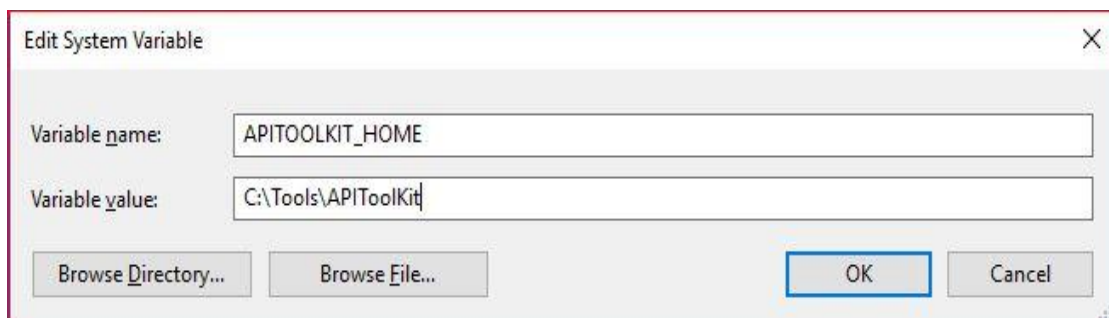 Edit System Variable
Variable name: APITOOLKIT_HOME
Variable value: C:\Tools\APIToolKit
Browse Directory... Browse File... OK Cancel